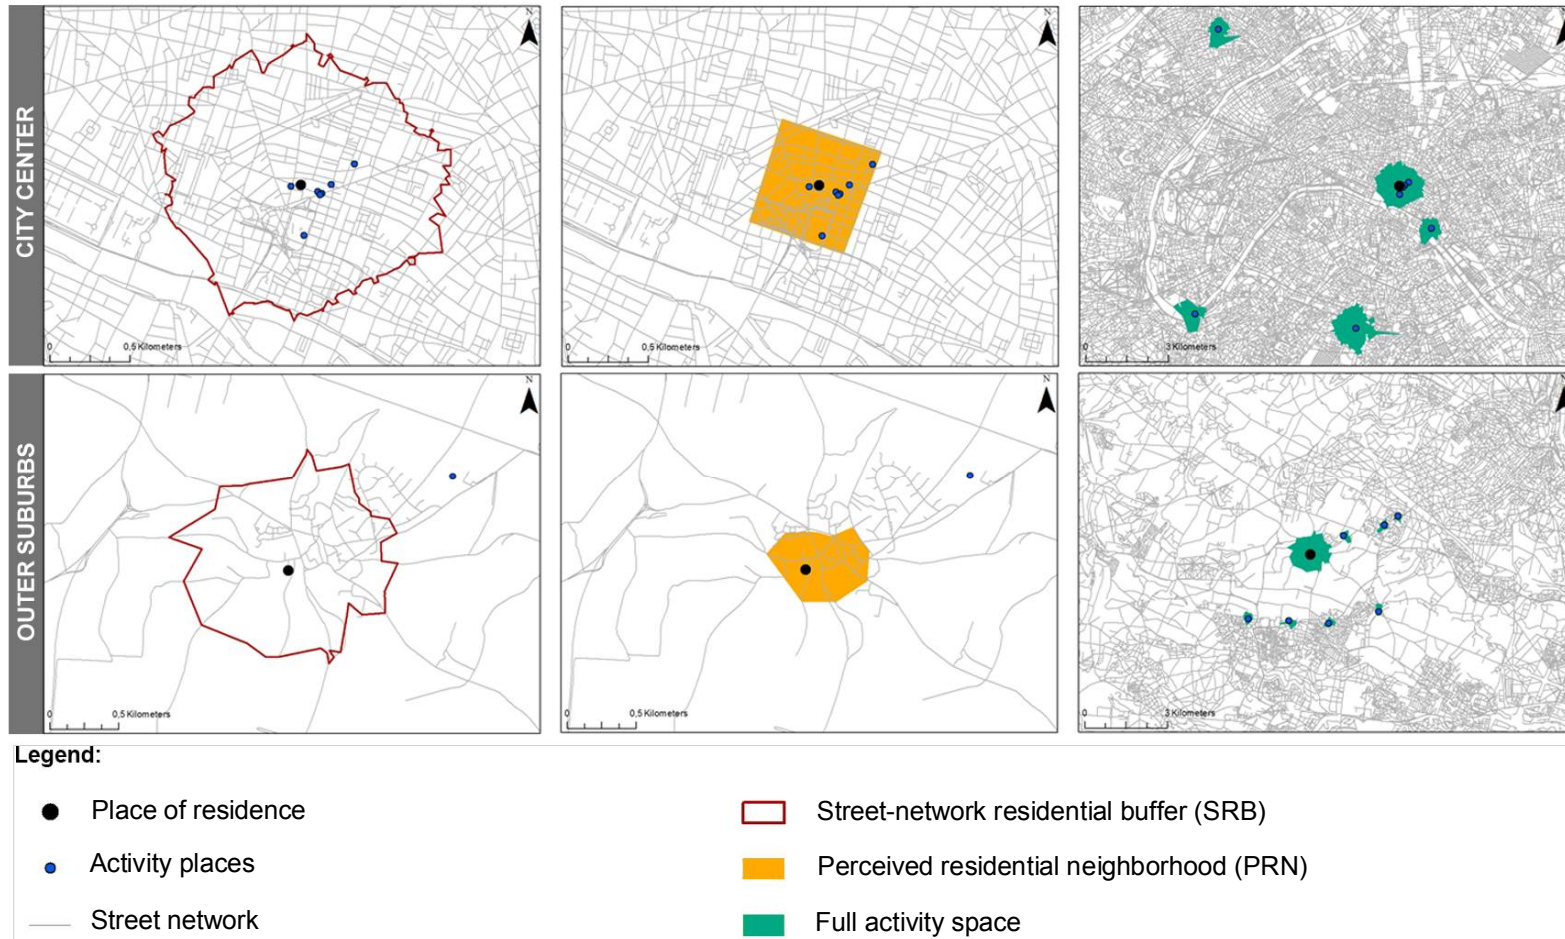 CITY CENTER
N
0
0,5 Kilometers
N
0
0,5 Kilometers
0
3 Kilometers
OUTER SUBURBS
N
0
0,5 Kilometers
N
0
0,5 Kilometers
0
3 Kilometers
Legend:
Place of residence
Street-network residential buffer (SRB)
Activity places
Perceived residential neighborhood (PRN)
Street network
Full activity space